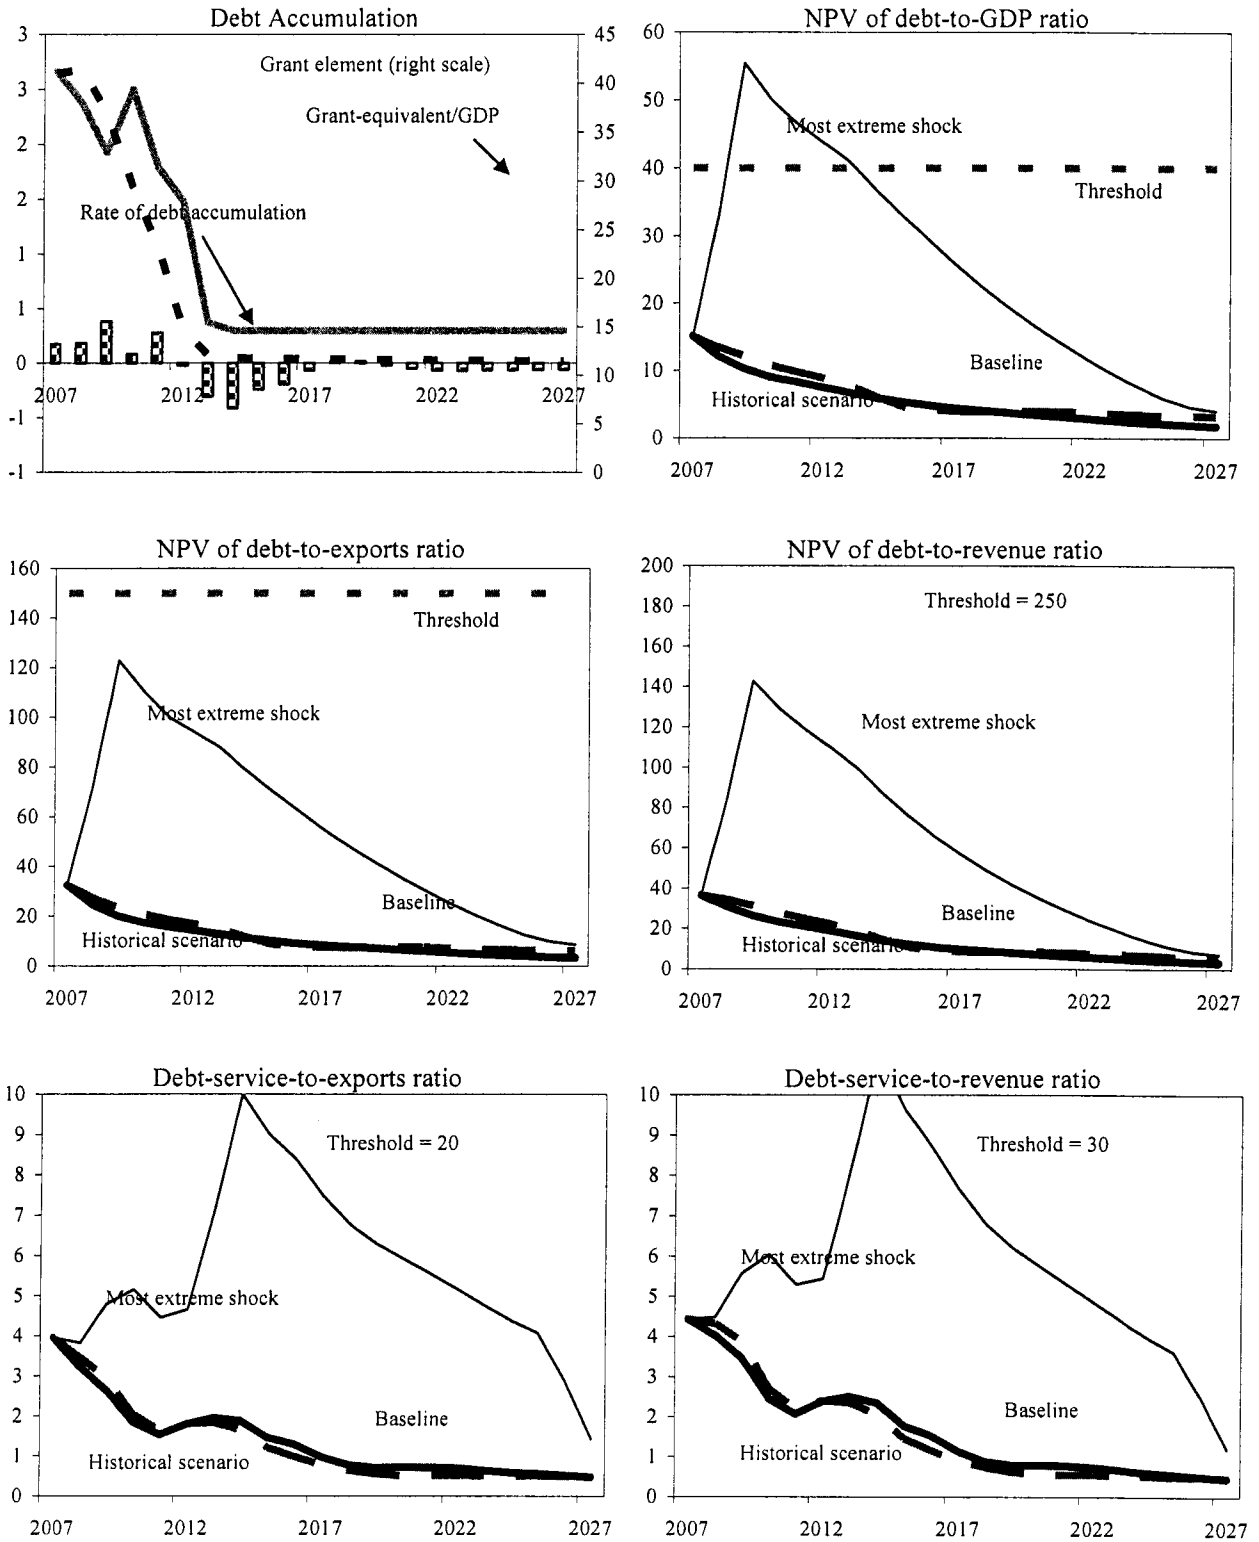 Debt Accumulation
3
3
2
2
1
1
0
-1
-1
45
40
35
30
25
20
15
10
5
0
Grant element (right scale)
Grant-equivalent/GDP
Rate of debt accumulation
2007 2012 2017 2022 2027
NPV of debt-to-GDP ratio
60
50
40
30
20
10
0
Most extreme shock
Threshold
Baseline
Historical scenario
2007 2012 2017 2022 2027
NPV of debt-to-exports ratio
160
140
120
100
80
60
40
20
0
Threshold
Most extreme shock
Baseline
Historical scenario
2007 2012 2017 2022 2027
NPV of debt-to-revenue ratio
200
180
160
140
120
100
80
60
40
20
0
Threshold = 250
Most extreme shock
Baseline
Historical scenario
2007 2012 2017 2022 2027
Debt-service-to-exports ratio
10
9
8
7
6
5
4
3
2
1
0
Threshold = 20
Most extreme shock
Baseline
Historical scenario
2007 2012 2017 2022 2027
Debt-service-to-revenue ratio
10
9
8
7
6
5
4
3
2
1
0
Threshold = 30
Most extreme shock
Baseline
Historical scenario
2007 2012 2017 2022 2027